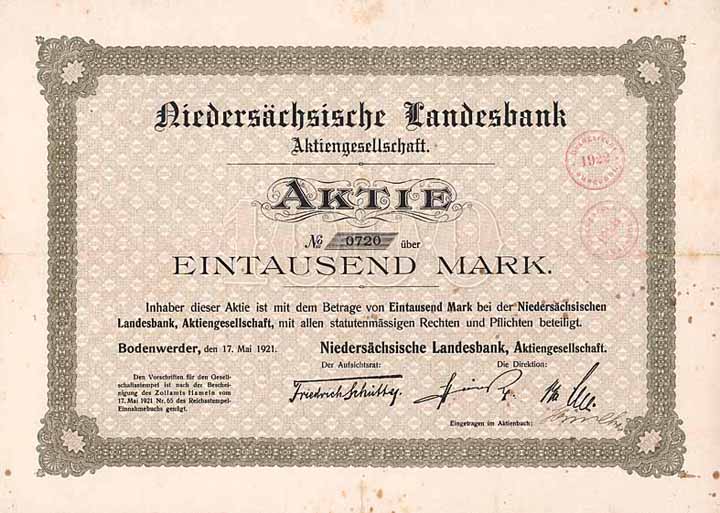 Niedersächsische Landesbank
Aktiengesellschaft.
AKTIE
No 0720 über
EINTAUSEND MARK.
Inhaber dieser Aktie ist mit dem Betrage von Eintausend Mark bei der Niedersächsischen
Landesbank, Aktiengesellschaft, mit allen statutenmässigen Rechten und Pflichten beteiligt.
Bodenwerder, den 17. Mai 1921.
Niedersächsische Landesbank, Aktiengesellschaft.
Der Aufsichtsrat:
Die Direktion:
Den Vorschriften für den Gesell-
schaftsstempel ist nach der Beschei-
nigung des Zollamts Hameln vom
17. Mai 1921 Nr. 65 des Reichsstempel-
Einnahmebuchs genügt.
Friedrich Schütte
Eingetragen im Aktienbuch:
1922
1000